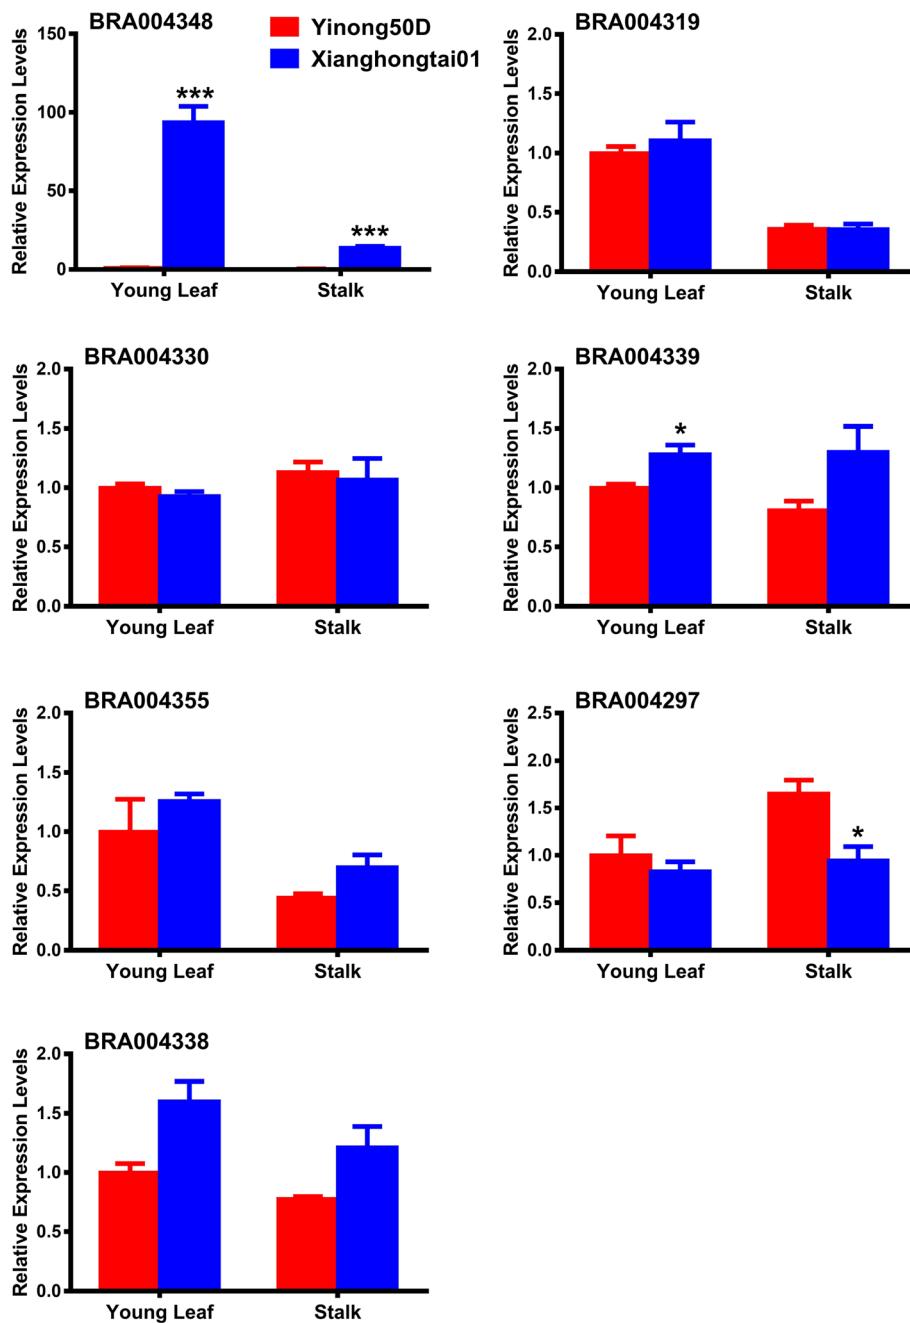 BRA004348
Yinong50D
Xianghongtai01
Relative Expression Levels
150
100
50
0
***
***
Young Leaf
Stalk
BRA004319
Relative Expression Levels
2.0
1.5
1.0
0.5
0.0
Young Leaf
Stalk
BRA004330
Relative Expression Levels
2.0
1.5
1.0
0.5
0.0
Young Leaf
Stalk
BRA004339
Relative Expression Levels
2.0
1.5
1.0
0.5
0.0
*
Young Leaf
Stalk
BRA004355
Relative Expression Levels
2.0
1.5
1.0
0.5
0.0
Young Leaf
Stalk
BRA004297
Relative Expression Levels
2.5
2.0
1.5
1.0
0.5
0.0
*
Young Leaf
Stalk
BRA004338
Relative Expression Levels
2.0
1.5
1.0
0.5
0.0
Young Leaf
Stalk